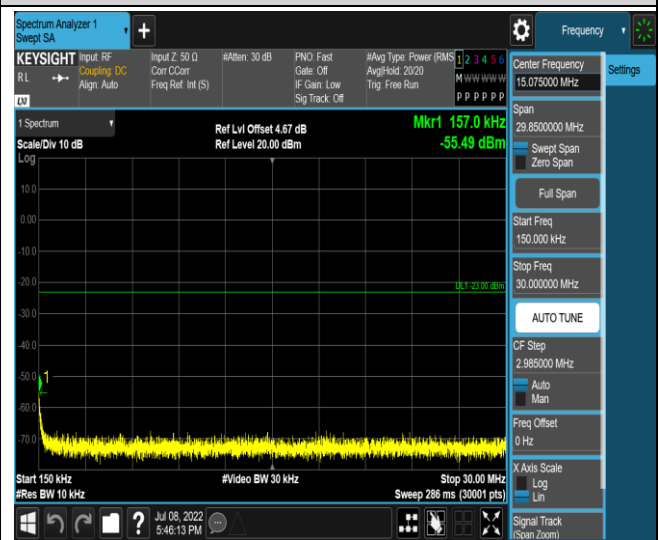 Spectrum Analyzer 1
Swept SA
+
Frequency
KEYSIGHT
RL
LXI
Input: RF
Coupling: DC
Align: Auto
Input Z: 50 Ω
Corr CCorr
Freq Ref: Int (S)
#Atten: 30 dB
PNO: Fast
Gate: Off
IF Gain: Low
Sig Track: Off
#Avg Type: Power (RMS
Avg|Hold: 20/20
Trig: Free Run
1 2 3 4 5 6
M W W W W W
P P P P P P
Settings
1 Spectrum
Scale/Div 10 dB
Ref Lvl Offset 4.67 dB
Ref Level 20.00 dBm
Mkr1 157.0 kHz
-55.49 dBm
Log
10.0
0.00
-10.0
-20.0
-30.0
-40.0
-50.0
-60.0
-70.0
DL1 -23.00 dBm
1
Start 150 kHz
#Res BW 10 kHz
#Video BW 30 kHz
Stop 30.00 MHz
Sweep 286 ms (30001 pts)
Center Frequency
15.075000 MHz
Span
29.8500000 MHz
Swept Span
Zero Span
Full Span
Start Freq
150.000 kHz
Stop Freq
30.000000 MHz
AUTO TUNE
CF Step
2.985000 MHz
Auto
Man
Freq Offset
0 Hz
X Axis Scale
Log
Lin
Signal Track
(Span Zoom)
?
Jul 08, 2022
5:46:13 PM